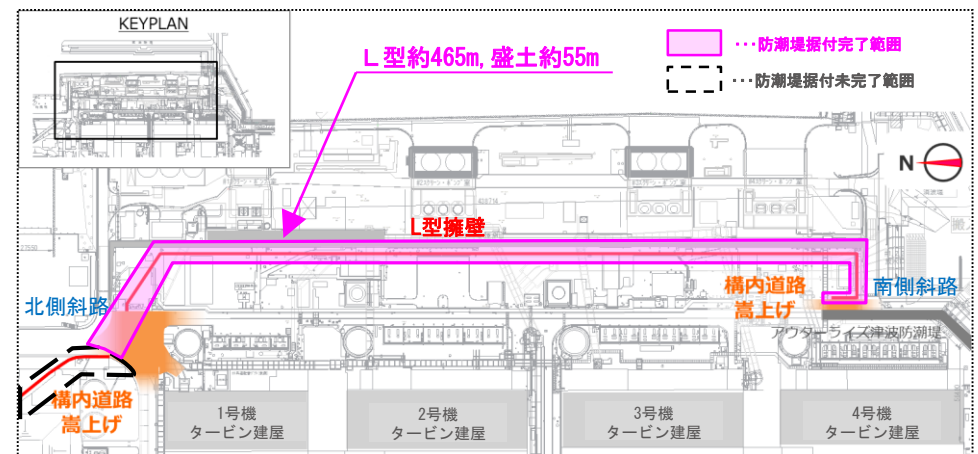 KEYPLAN
L型約465m,盛土約55m
…防潮堤据付完了範囲
…防潮堤据付未完了範囲
N
L型擁壁
北側斜路
構内道路
嵩上げ
南側斜路
アウターライズ津波防潮堤
構内道路
嵩上げ
1号機
タービン建屋
2号機
タービン建屋
3号機
タービン建屋
4号機
タービン建屋